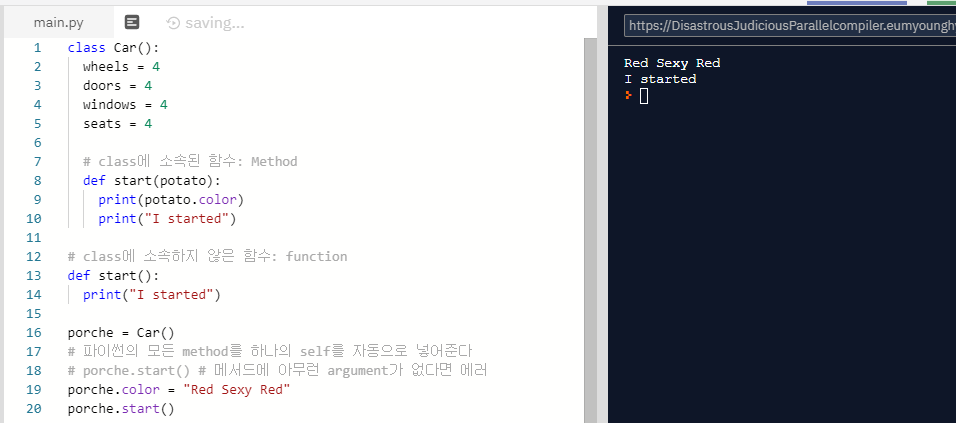 main.py saving...
https://DisastrousJudiciousParallelcompiler.eumyoungh
1 class Car():
2 wheels = 4
3 doors = 4
4 windows = 4
5 seats = 4
6
7 # class에 소속된 함수: Method
8 def start(potato):
9 print(potato.color)
10 print("I started")
11
12 # class에 소속하지 않은 함수: function
13 def start():
14 print("I started")
15
16 porche = Car()
17 # 파이썬의 모든 method를 하나의 self를 자동으로 넣어준다
18 # porche.start() # 메서드에 아무런 argument가 없다면 에러
19 porche.color = "Red Sexy Red"
20 porche.start()
Red Sexy Red
I started